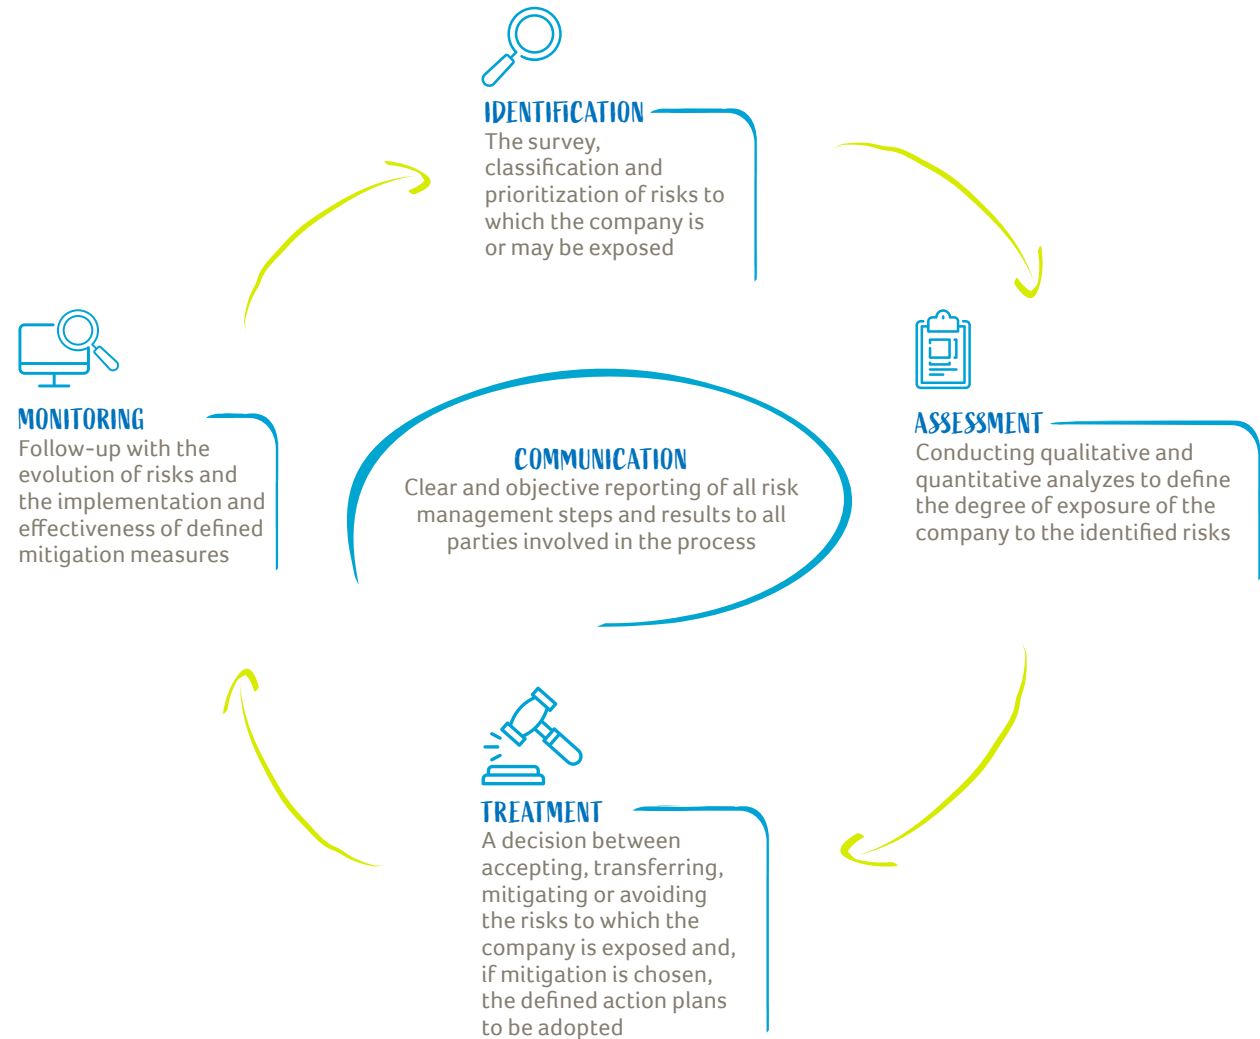 IDENTIFICATION
The survey,
classification and
prioritization of risks to
which the company is
or may be exposed
MONITORING
Follow-up with the
evolution of risks and
the implementation and
effectiveness of defined
mitigation measures
COMMUNICATION
Clear and objective reporting of all risk
management steps and results to all
parties involved in the process
ASSESSMENT
Conducting qualitative and
quantitative analyzes to define
the degree of exposure of the
company to the identified risks
TREATMENT
A decision between
accepting, transferring,
mitigating or avoiding
the risks to which the
company is exposed and,
if mitigation is chosen,
the defined action plans
to be adopted